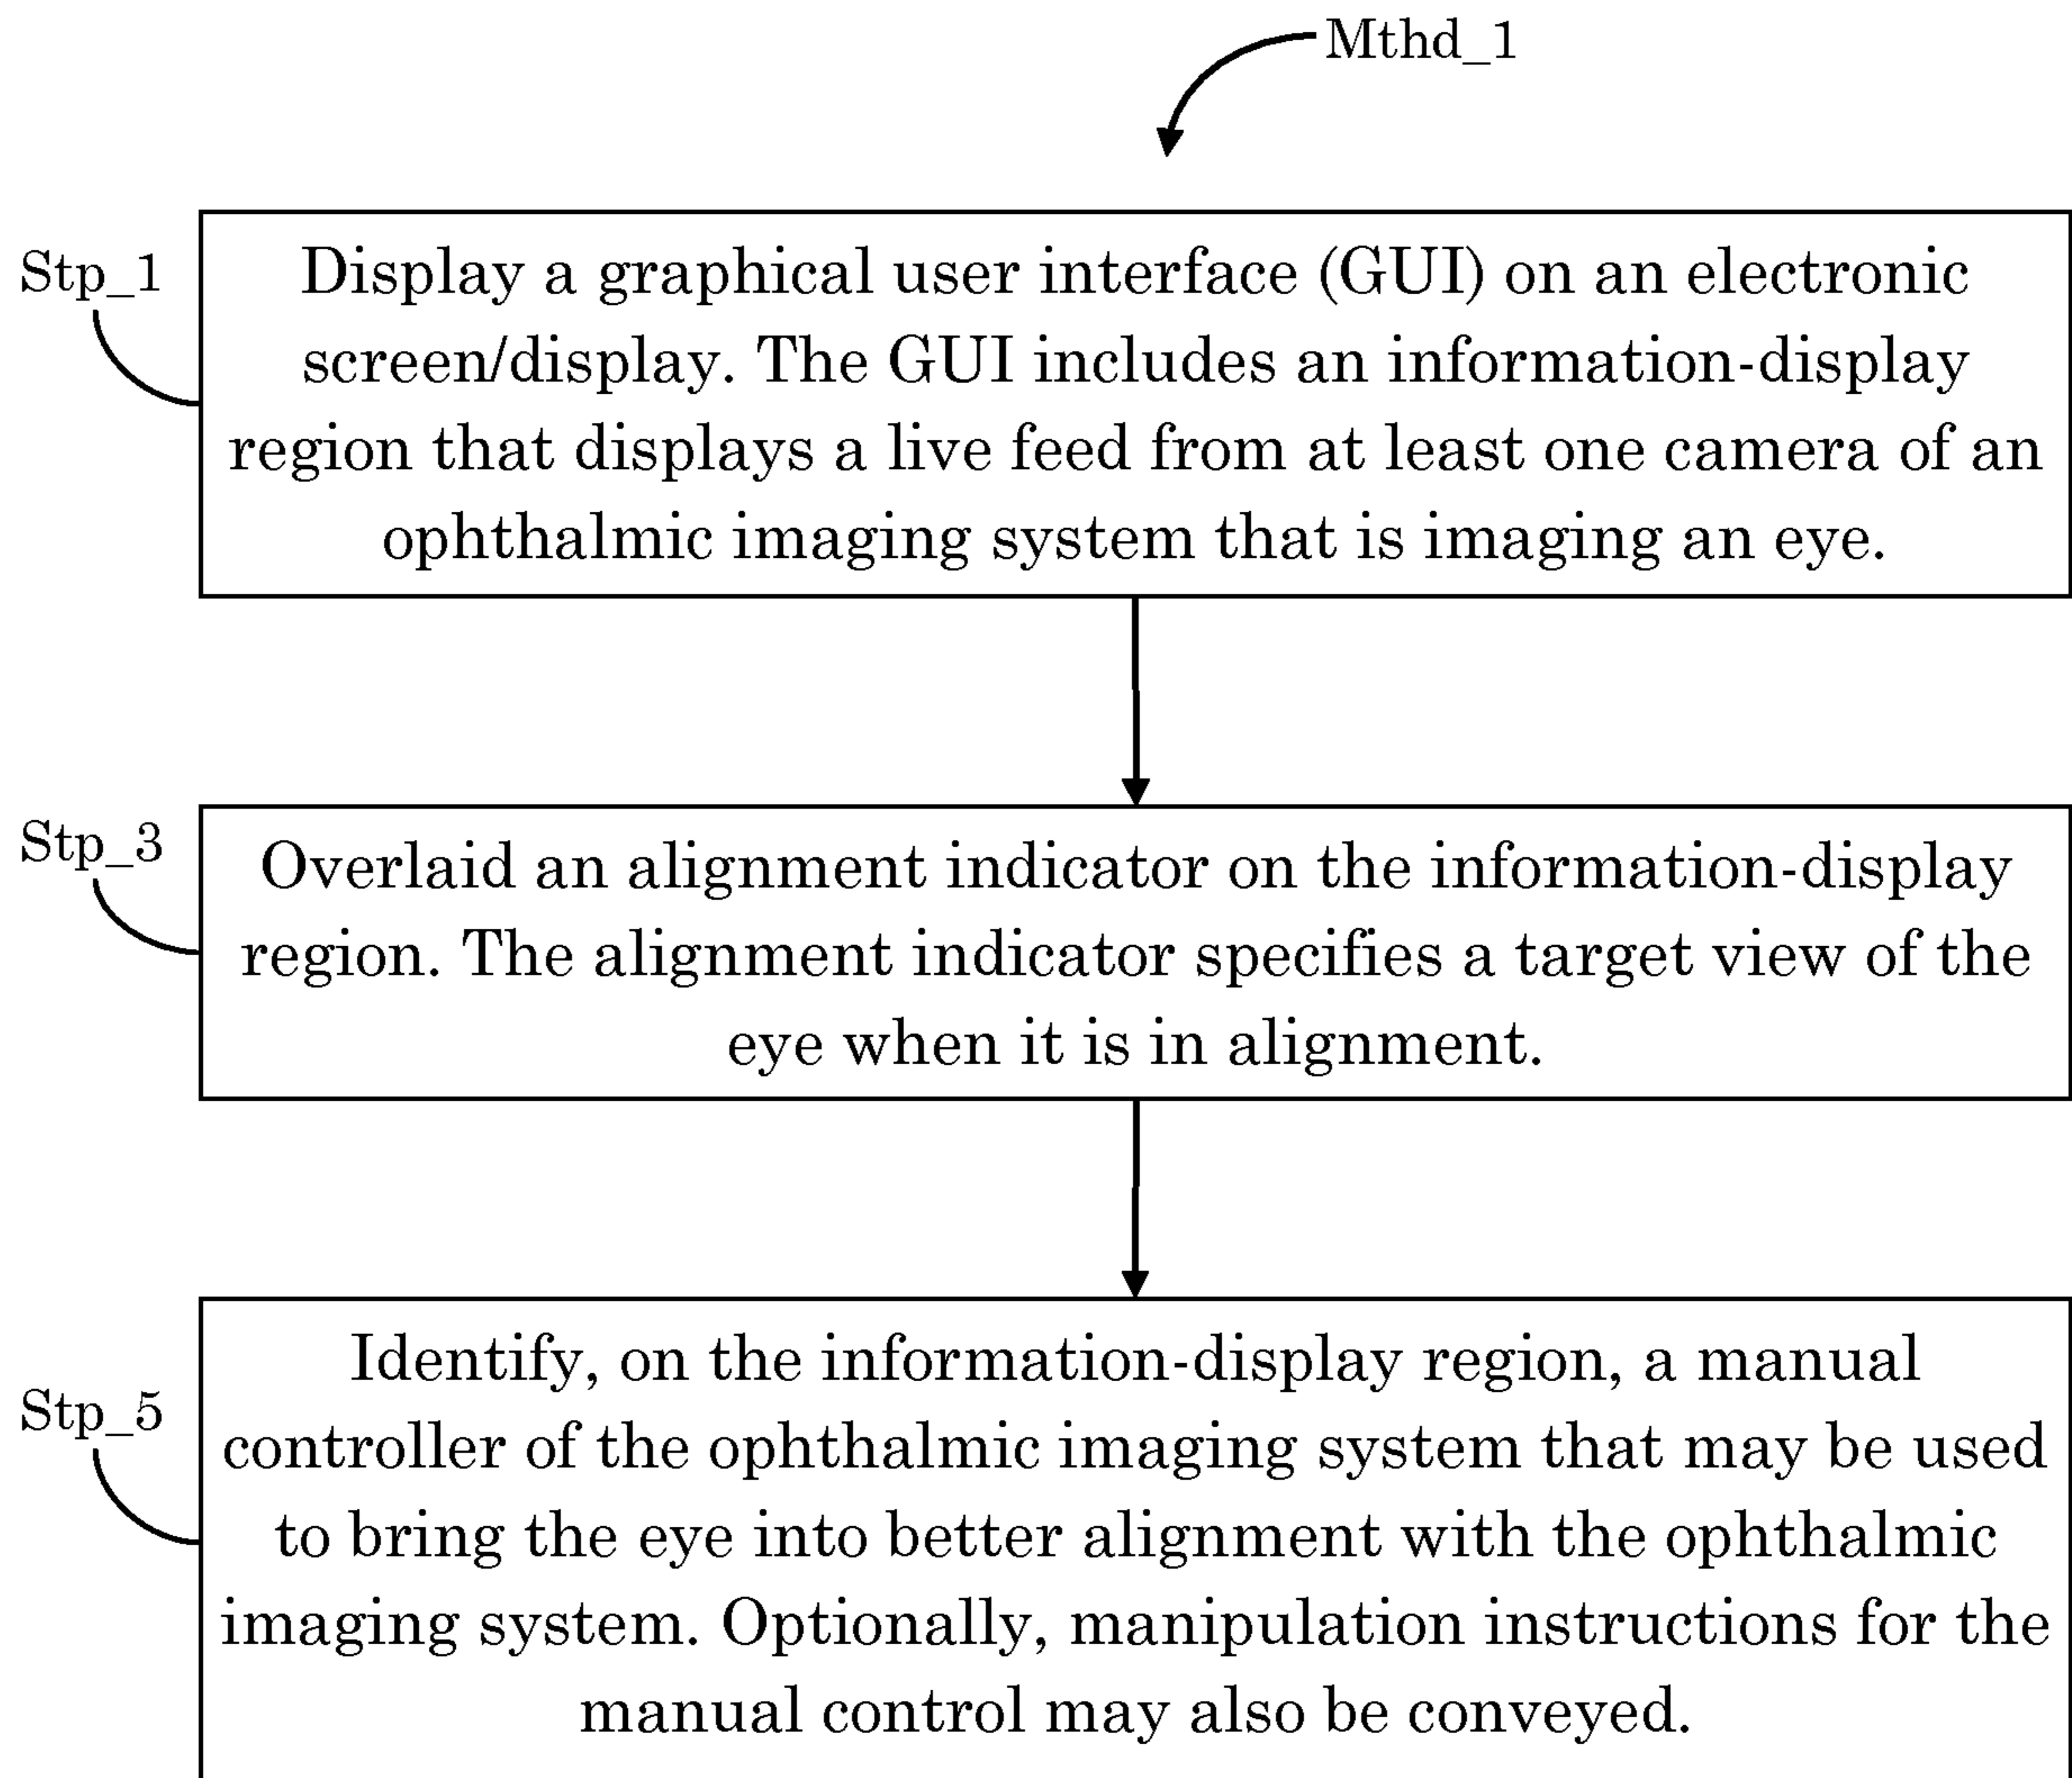 Mthd_1
Stp_1
Display a graphical user interface (GUI) on an electronic
screen/display. The GUI includes an information-display
region that displays a live feed from at least one camera of an
ophthalmic imaging system that is imaging an eye.
Stp_3
Overlaid an alignment indicator on the information-display
region. The alignment indicator specifies a target view of the
eye when it is in alignment.
Stp_5
Identify, on the information-display region, a manual
controller of the ophthalmic imaging system that may be used
to bring the eye into better alignment with the ophthalmic
imaging system. Optionally, manipulation instructions for the
manual control may also be conveyed.